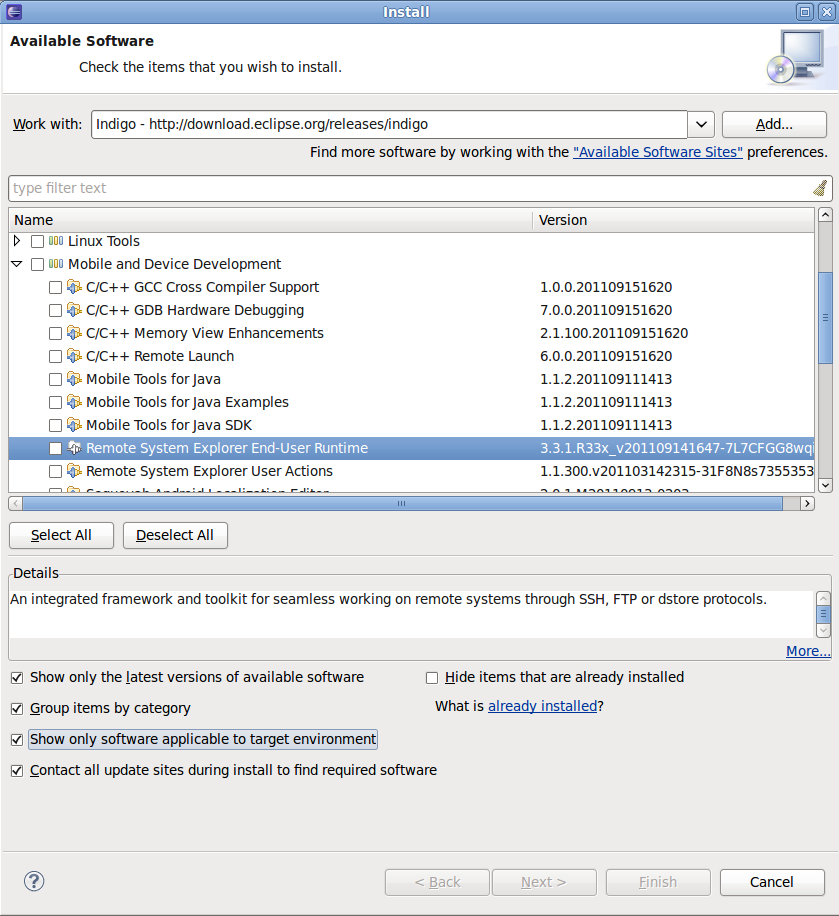 Install
Available Software
Check the items that you wish to install.
Work with: Indigo - http://download.eclipse.org/releases/indigo Add...
Find more software by working with the "Available Software Sites" preferences.
type filter text
Name Version
Linux Tools
Mobile and Device Development
C/C++ GCC Cross Compiler Support 1.0.0.201109151620
C/C++ GDB Hardware Debugging 7.0.0.201109151620
C/C++ Memory View Enhancements 2.1.100.201109151620
C/C++ Remote Launch 6.0.0.201109151620
Mobile Tools for Java 1.1.2.201109111413
Mobile Tools for Java Examples 1.1.2.201109111413
Mobile Tools for Java SDK 1.1.2.201109111413
Remote System Explorer End-User Runtime 3.3.1.R33x_v201109141647-7L7CFGG8wqi
Remote System Explorer User Actions 1.1.300.v201103142315-31F8N8s7355353
Sequoyah Android Localization Editor
Select All Deselect All
Details
An integrated framework and toolkit for seamless working on remote systems through SSH, FTP or dstore protocols.
More...
Show only the latest versions of available software Hide items that are already installed
Group items by category What is already installed?
Show only software applicable to target environment
Contact all update sites during install to find required software
< Back Next > Finish Cancel